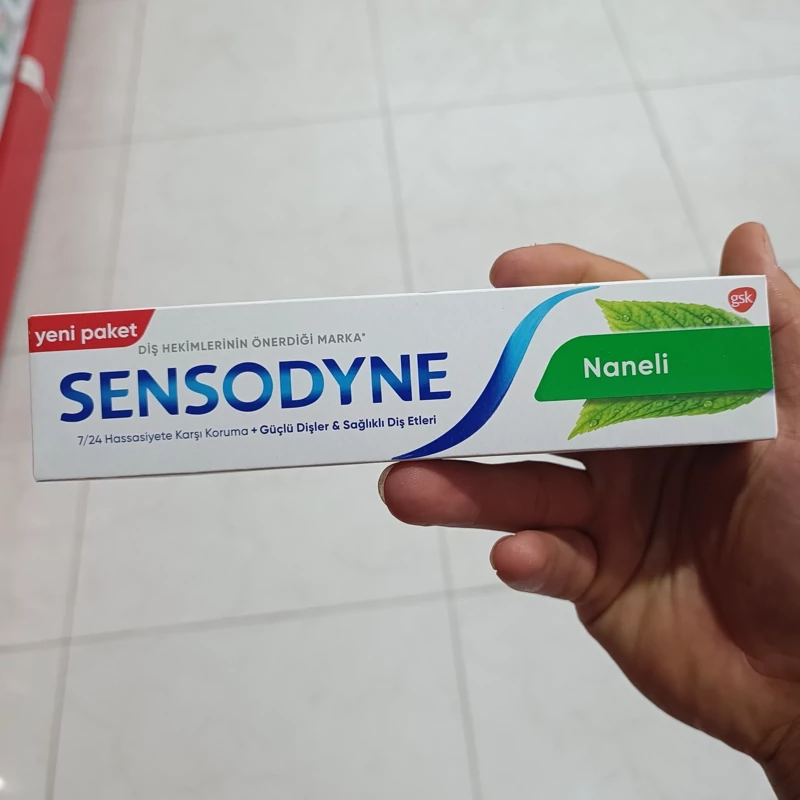 yeni paket
DİŞ HEKİMLERİNİN ÖNERDİĞİ MARKA*
SENSODYNE
7/24 Hassasiyete Karşı Koruma + Güçlü Dişler & Sağlıklı Diş Etleri
Naneli
gsk